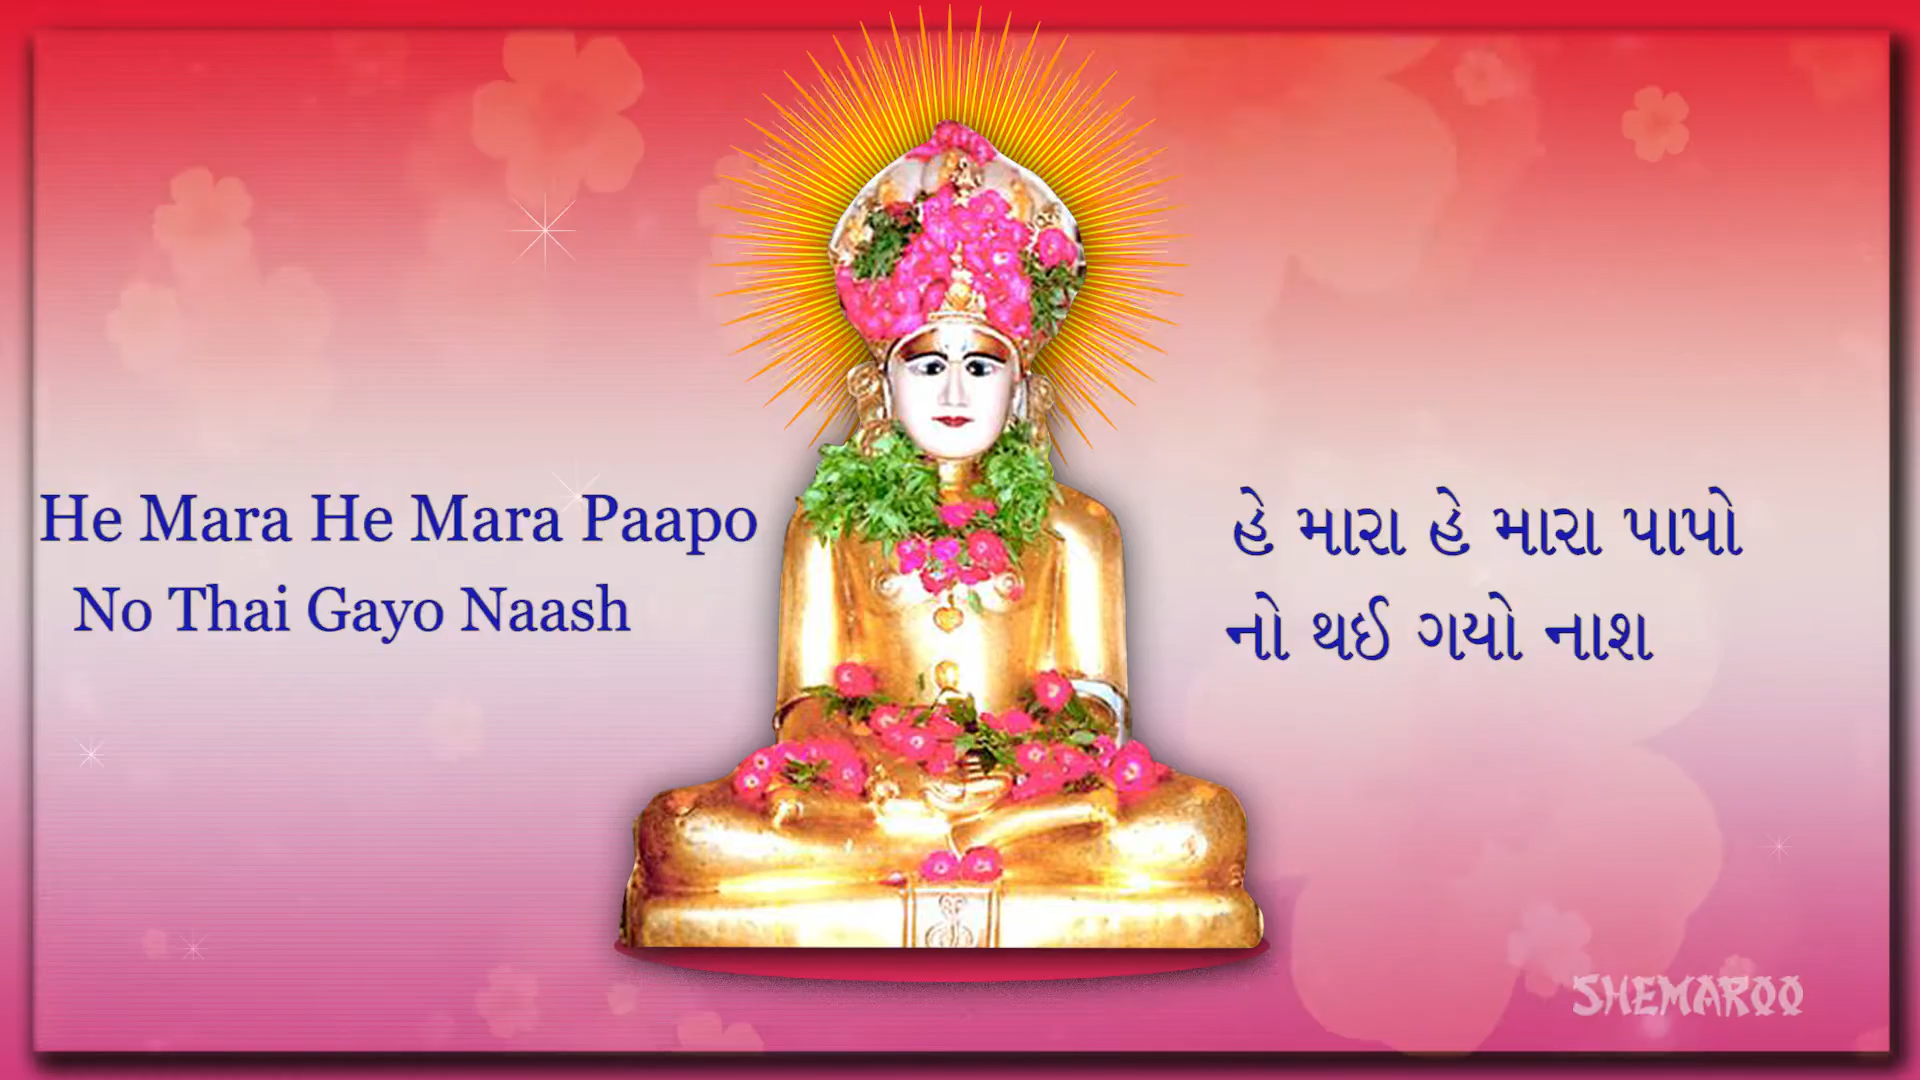 He Mara He Mara Paapo
No Thai Gayo Naash
હે મારા હે મારા પાપો
નો થઈ ગયો નાશ
SHEMAROO